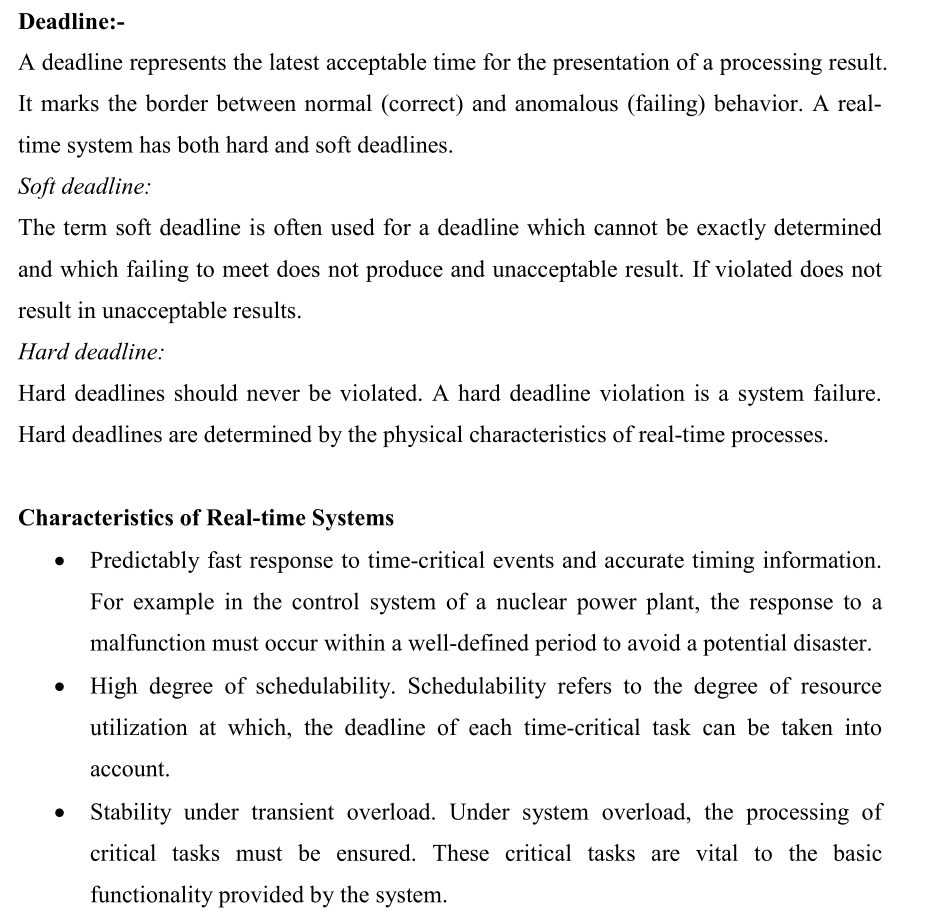 Deadline:-
A deadline represents the latest acceptable time for the presentation of a processing result.
It marks the border between normal (correct) and anomalous (failing) behavior. A real-
time system has both hard and soft deadlines.
Soft deadline:
The term soft deadline is often used for a deadline which cannot be exactly determined
and which failing to meet does not produce and unacceptable result. If violated does not
result in unacceptable results.
Hard deadline:
Hard deadlines should never be violated. A hard deadline violation is a system failure.
Hard deadlines are determined by the physical characteristics of real-time processes.
Characteristics of Real-time Systems
• Predictably fast response to time-critical events and accurate timing information.
For example in the control system of a nuclear power plant, the response to a
malfunction must occur within a well-defined period to avoid a potential disaster.
• High degree of schedulability. Schedulability refers to the degree of resource
utilization at which, the deadline of each time-critical task can be taken into
account.
• Stability under transient overload. Under system overload, the processing of
critical tasks must be ensured. These critical tasks are vital to the basic
functionality provided by the system.